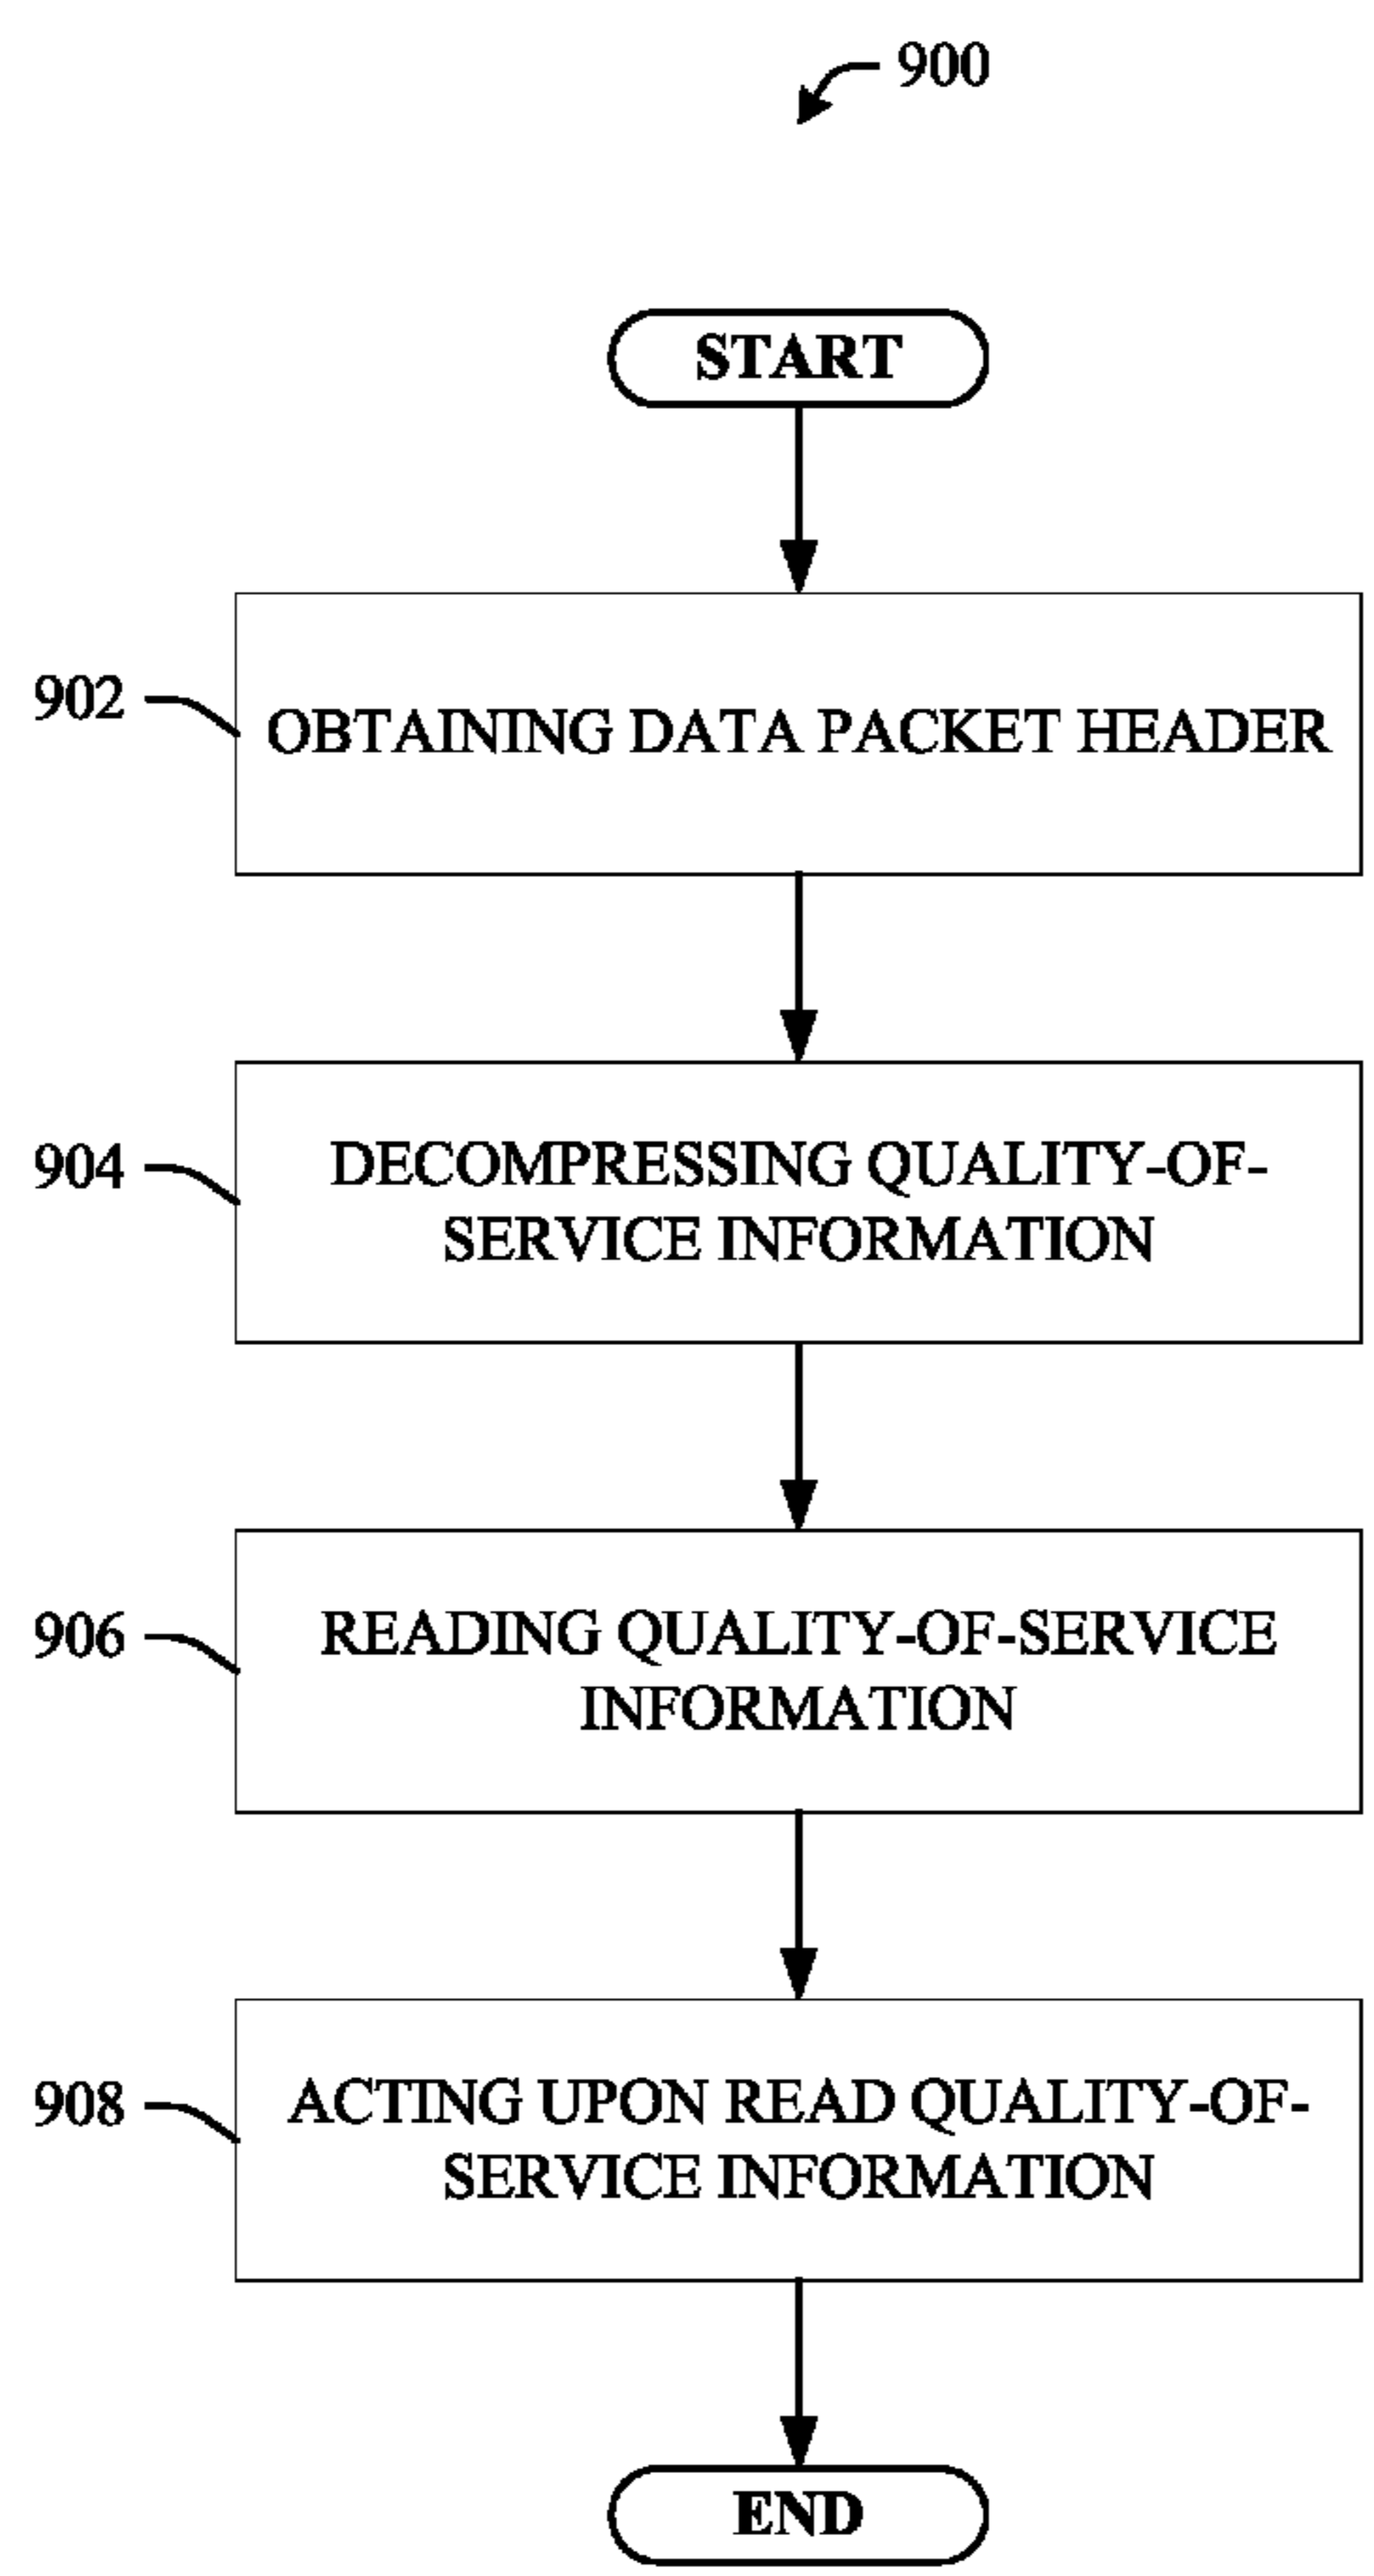 900
START
902
OBTAINING DATA PACKET HEADER
904
DECOMPRESSING QUALITY-OF-
SERVICE INFORMATION
906
READING QUALITY-OF-SERVICE
INFORMATION
908
ACTING UPON READ QUALITY-OF-
SERVICE INFORMATION
END